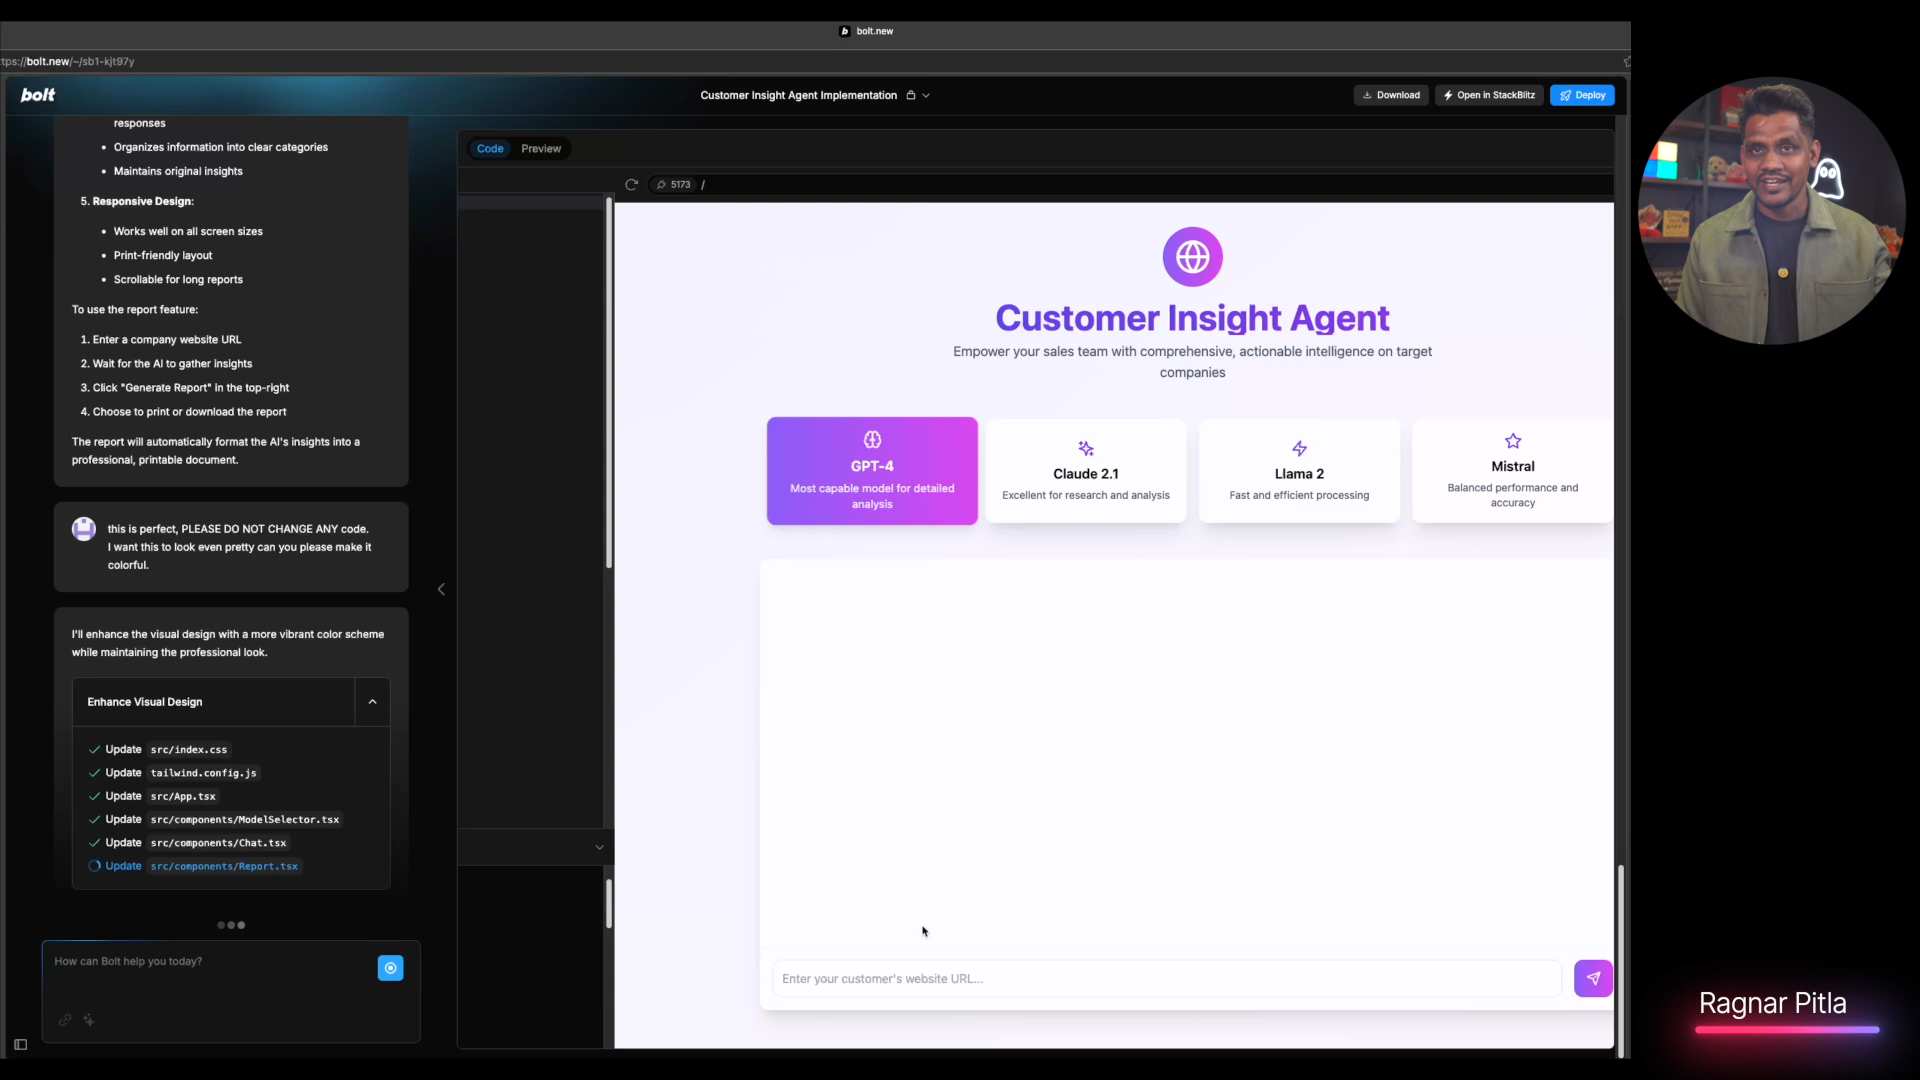 bolt.new
tps://bolt.new/~/sb1-kjt97y
bolt
Customer Insight Agent Implementation
Download
Open in StackBlitz
Deploy
responses
• Organizes information into clear categories
• Maintains original insights
5. Responsive Design:
• Works well on all screen sizes
• Print-friendly layout
• Scrollable for long reports
To use the report feature:
1. Enter a company website URL
2. Wait for the AI to gather insights
3. Click "Generate Report" in the top-right
4. Choose to print or download the report
The report will automatically format the AI's insights into a
professional, printable document.
this is perfect, PLEASE DO NOT CHANGE ANY code.
I want this to look even pretty can you please make it
colorful.
I'll enhance the visual design with a more vibrant color scheme
while maintaining the professional look.
Enhance Visual Design
Update src/index.css
Update tailwind.config.js
Update src/App.tsx
Update src/components/ModelSelector.tsx
Update src/components/Chat.tsx
Update src/components/Report.tsx
How can Bolt help you today?
Code
Preview
5173
/
Customer Insight Agent
Empower your sales team with comprehensive, actionable intelligence on target
companies
GPT-4
Most capable model for detailed
analysis
Claude 2.1
Excellent for research and analysis
Llama 2
Fast and efficient processing
Mistral
Balanced performance and
accuracy
Enter your customer's website URL...
Ragnar Pitla